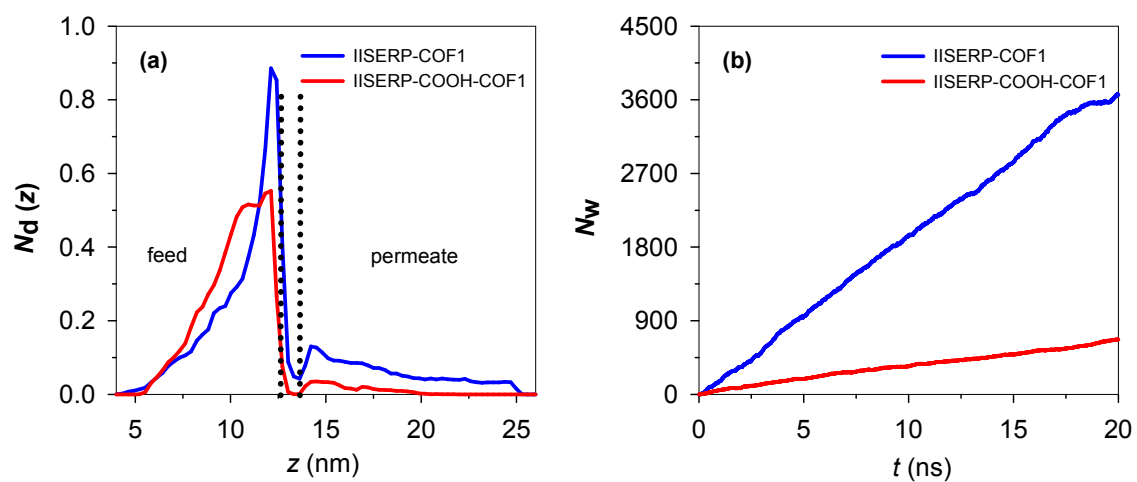 (a)
IISERP-COF1
IISERP-COOH-COF1
1.0
0.8
0.6
0.4
0.2
0.0
Nd (z)
feed
permeate
5
10
15
20
25
z (nm)
(b)
IISERP-COF1
IISERP-COOH-COF1
4500
3600
2700
1800
900
0
Nw
0
5
10
15
20
t (ns)